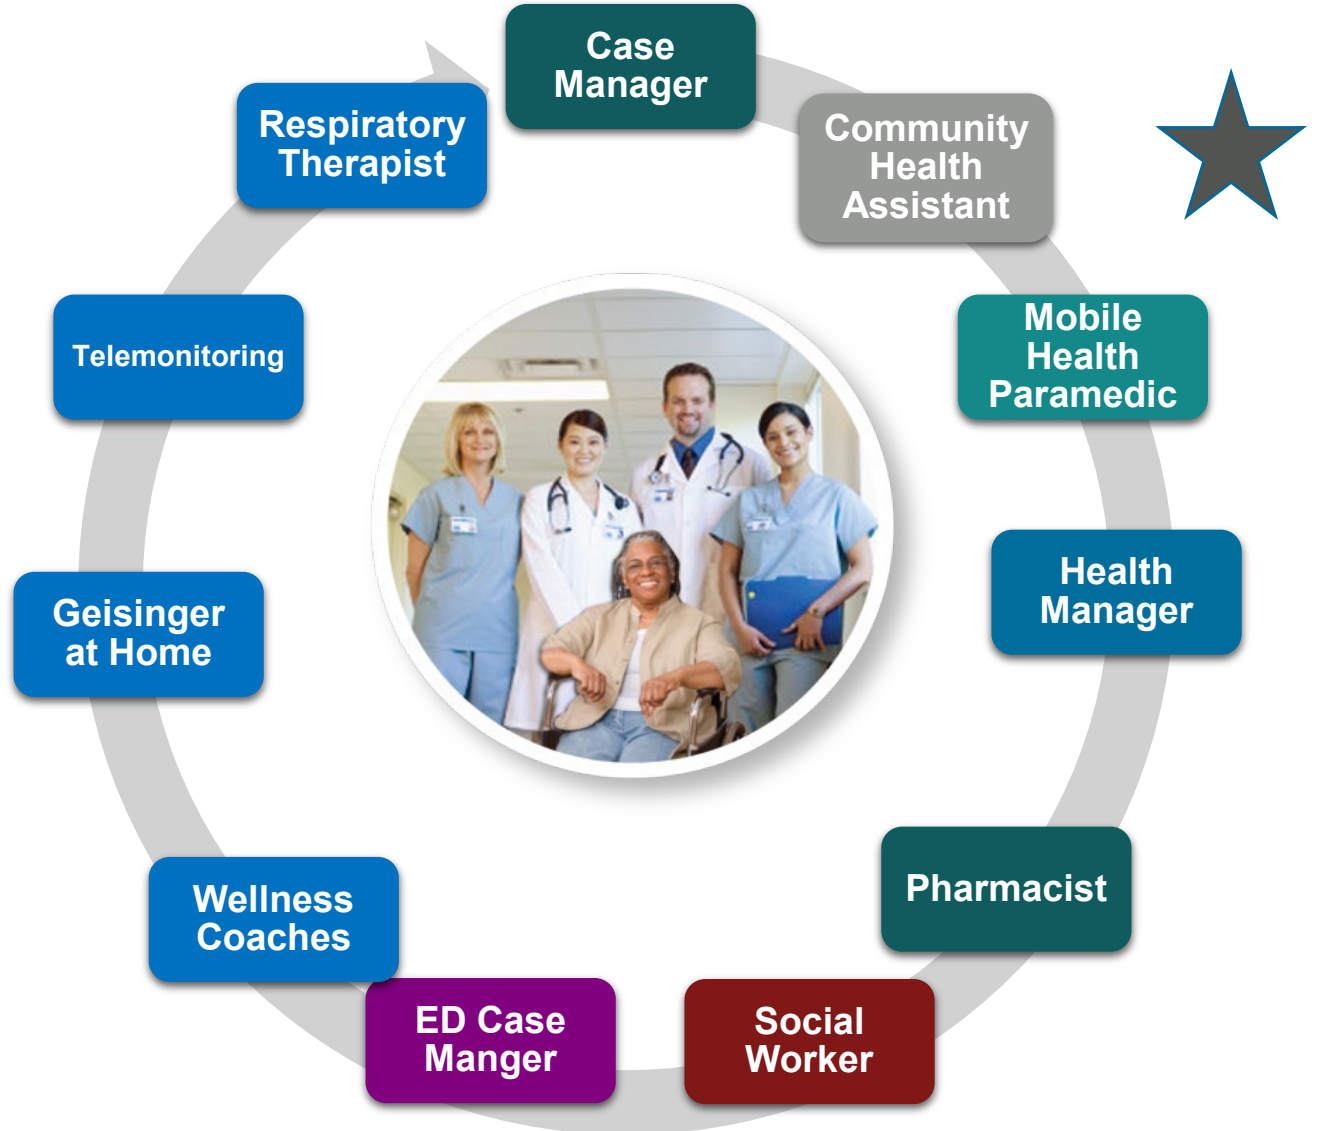 Case
Manager
Community
Health
Assistant
Mobile
Health
Paramedic
Health
Manager
Pharmacist
Social
Worker
ED Case
Manger
Wellness
Coaches
Geisinger
at Home
Telemonitoring
Respiratory
Therapist